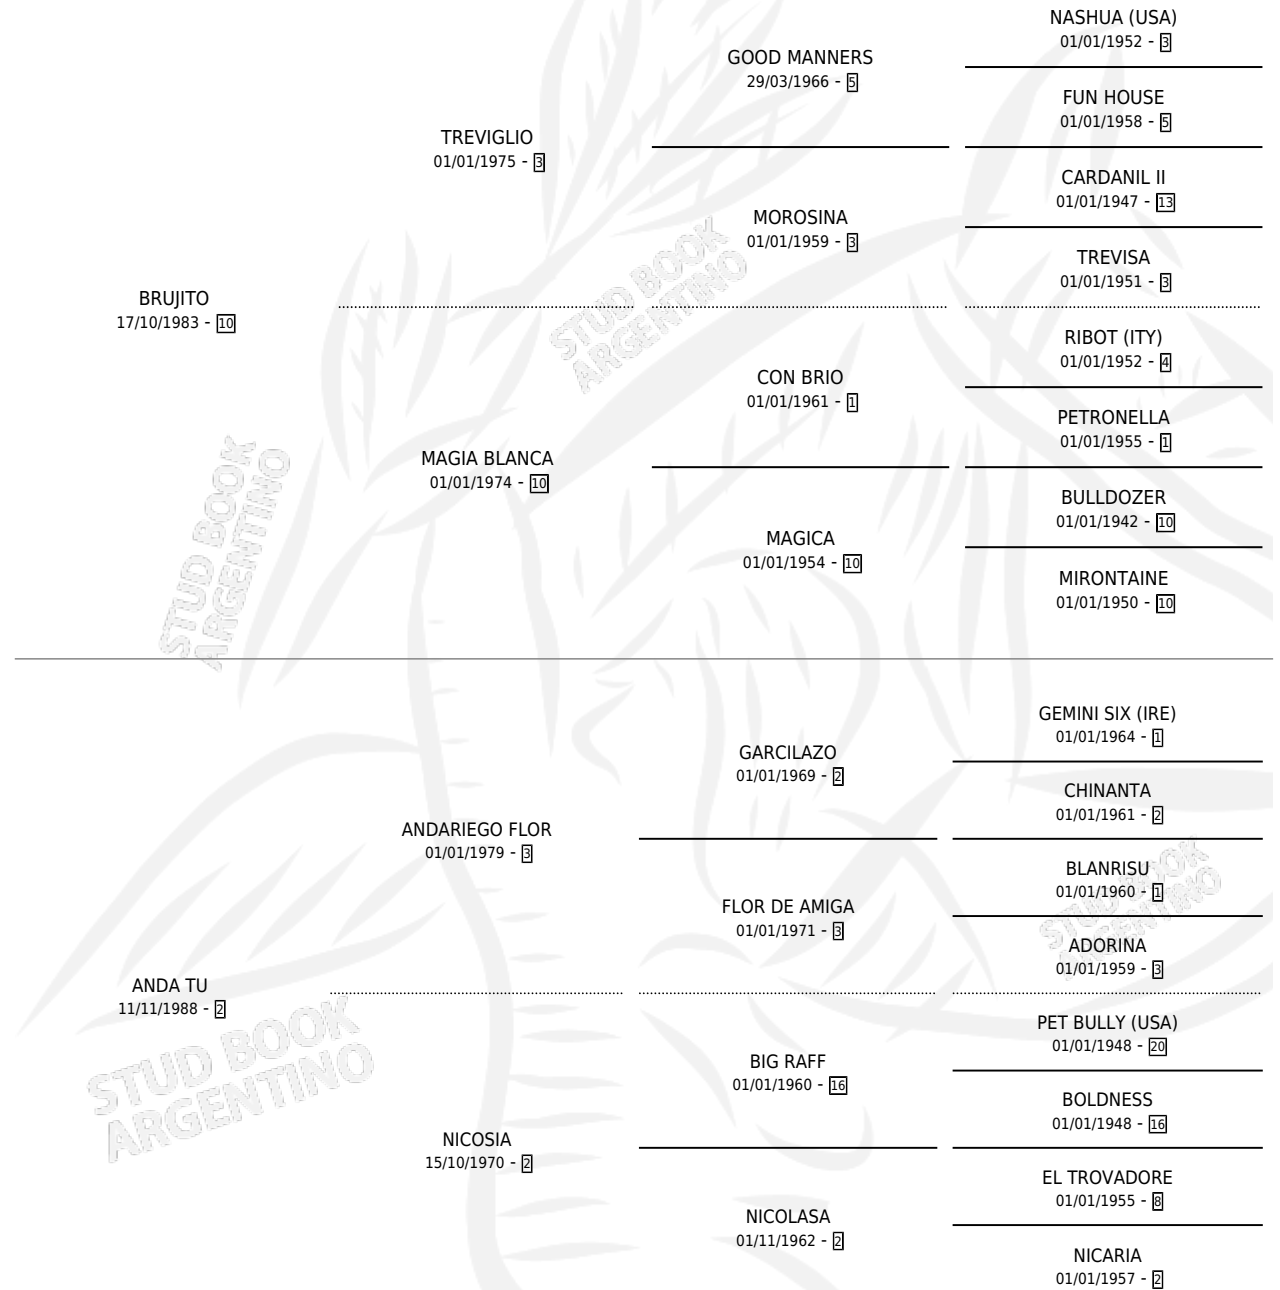 NASHUA (USA)
01/01/1952 - 3
GOOD MANNERS
29/03/1966 - 5
FUN HOUSE
01/01/1958 - 5
TREVIGLIO
01/01/1975 - 3
CARDANIL II
01/01/1947 - 13
MOROSINA
01/01/1959 - 3
TREVISA
01/01/1951 - 3
BRUJITO
17/10/1983 - 10
RIBOT (ITY)
01/01/1952 - 4
CON BRIO
01/01/1961 - 1
PETRONELLA
01/01/1955 - 1
MAGIA BLANCA
01/01/1974 - 10
BULLDOZER
01/01/1942 - 10
MAGICA
01/01/1954 - 10
MIRONTAINE
01/01/1950 - 10
GEMINI SIX (IRE)
01/01/1964 - 1
GARCILAZO
01/01/1969 - 2
CHINANTA
01/01/1961 - 2
ANDARIEGO FLOR
01/01/1979 - 3
BLANRISU
01/01/1960 - 1
FLOR DE AMIGA
01/01/1971 - 3
ADORINA
01/01/1959 - 3
ANDA TU
11/11/1988 - 2
PET BULLY (USA)
01/01/1948 - 20
BIG RAFF
01/01/1960 - 16
BOLDNESS
01/01/1948 - 16
NICOSIA
15/10/1970 - 2
EL TROVADORE
01/01/1955 - 8
NICOLASA
01/11/1962 - 2
NICARIA
01/01/1957 - 2
STUD BOOK
ARGENTINO
STUD BOOK
ARGENTINO
STUD BOOK
ARGENTINO
STUD BOOK
ARGENTINO